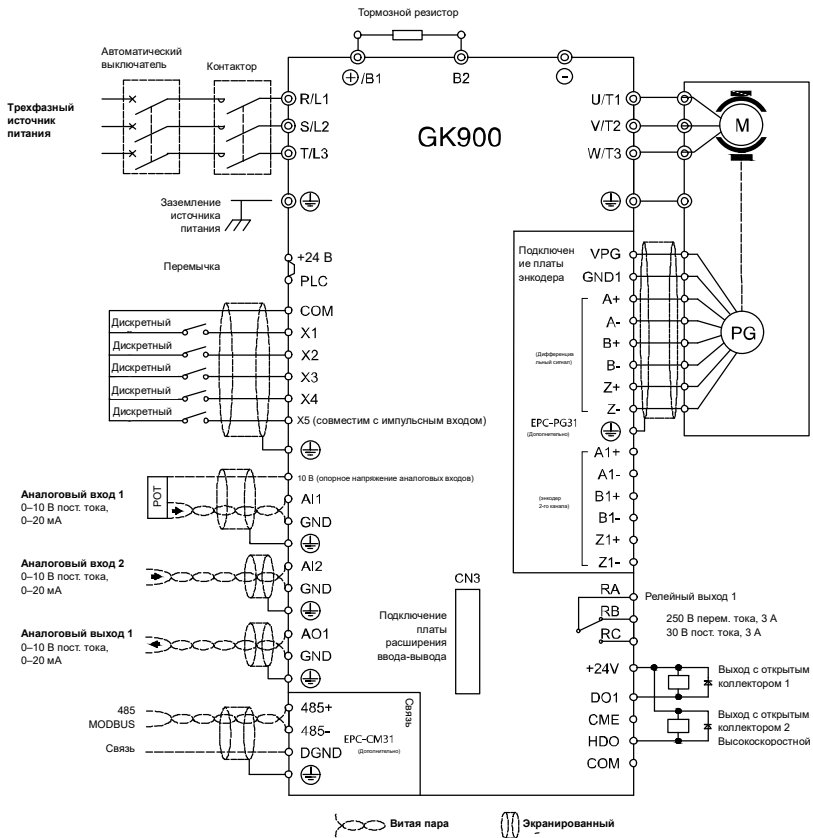 Тормозной резистор
Автоматический
выключатель
Контактор
+/B1
B2
-
Трехфазный
источник
питания
R/L1
S/L2
T/L3
GK900
U/T1
V/T2
W/T3
M
Заземление
источника
питания
Перемычка
+24 В
PLC
COM
Дискретный
X1
Дискретный
X2
Дискретный
X3
Дискретный
X4
Дискретный
X5 (совместим с импульсным входом)
Подключен
ие платы
энкодера
VPG
GND1
A+
A-
B+
B-
Z+
Z-
(Дифференциа
льный сигнал)
PG
EPC-PG31
(Дополнительно)
A1+
A1-
B1+
B1-
Z1+
Z1-
(энкодер
2-го канала)
10 В (опорное напряжение аналоговых входов)
POT
Аналоговый вход 1
0–10 В пост. тока,
0–20 мА
AI1
GND
Аналоговый вход 2
0–10 В пост. тока,
0–20 мА
AI2
GND
Аналоговый выход 1
0–10 В пост. тока,
0–20 мА
AO1
GND
CN3
Подключение
платы
расширения
ввода-вывода
RA
RB
RC
Релейный выход 1
250 В перем. тока, 3 А
30 В пост. тока, 3 А
+24V
DO1
CME
HDO
COM
Выход с открытым
коллектором 1
Выход с открытым
коллектором 2
Высокоскоростной
485
MODBUS
Связь
485+
485-
DGND
EPC-CM31
(Дополнительно)
Связь
Витая пара
Экранированный